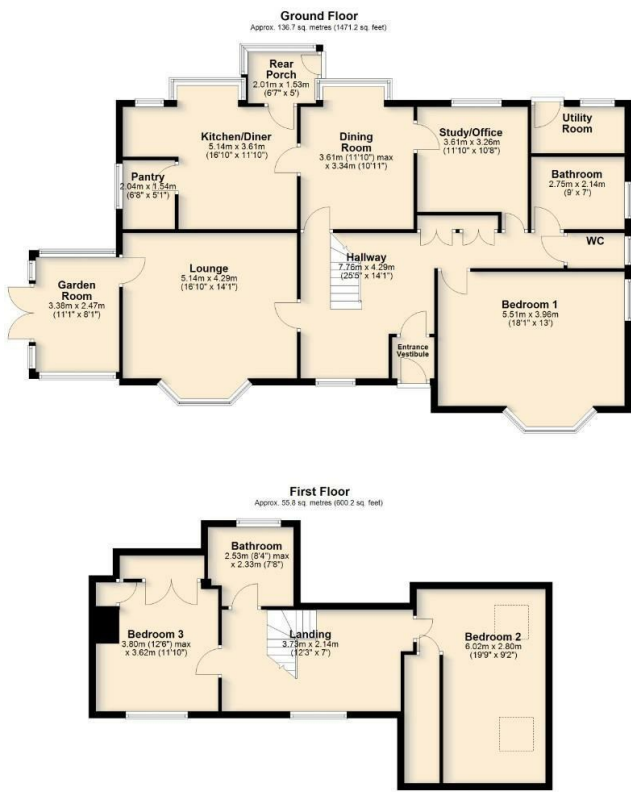 Ground Floor
Approx. 136.7 sq. metres (1471.2 sq. feet)
Rear
Porch
2.01m x 1.53m
(6'7" x 5')
Kitchen/Diner
5.14m x 3.61m
(16'10" x 11'10")
Dining
Room
3.61m (11'10") max
x 3.34m (10'11")
Study/Office
3.61m x 3.26m
(11'10" x 10'8")
Utility
Room
Pantry
2.04m x 1.54m
(6'8" x 5'1")
Bathroom
2.75m x 2.14m
(9' x 7')
WC
Garden
Room
3.38m x 2.47m
(11'1" x 8'1")
Lounge
5.14m x 4.29m
(16'10" x 14'1")
Hallway
7.76m x 4.29m
(25'5" x 14'1")
Entrance
Vestibule
Bedroom 1
5.51m x 3.96m
(18'1" x 13')
First Floor
Approx. 55.8 sq. metres (600.2 sq. feet)
Bathroom
2.53m (8'4") max
x 2.33m (7'8")
Bedroom 3
3.80m (12'6") max
x 3.62m (11'10")
Landing
3.73m x 2.14m
(12'3" x 7')
Bedroom 2
6.02m x 2.80m
(19'9" x 9'2")